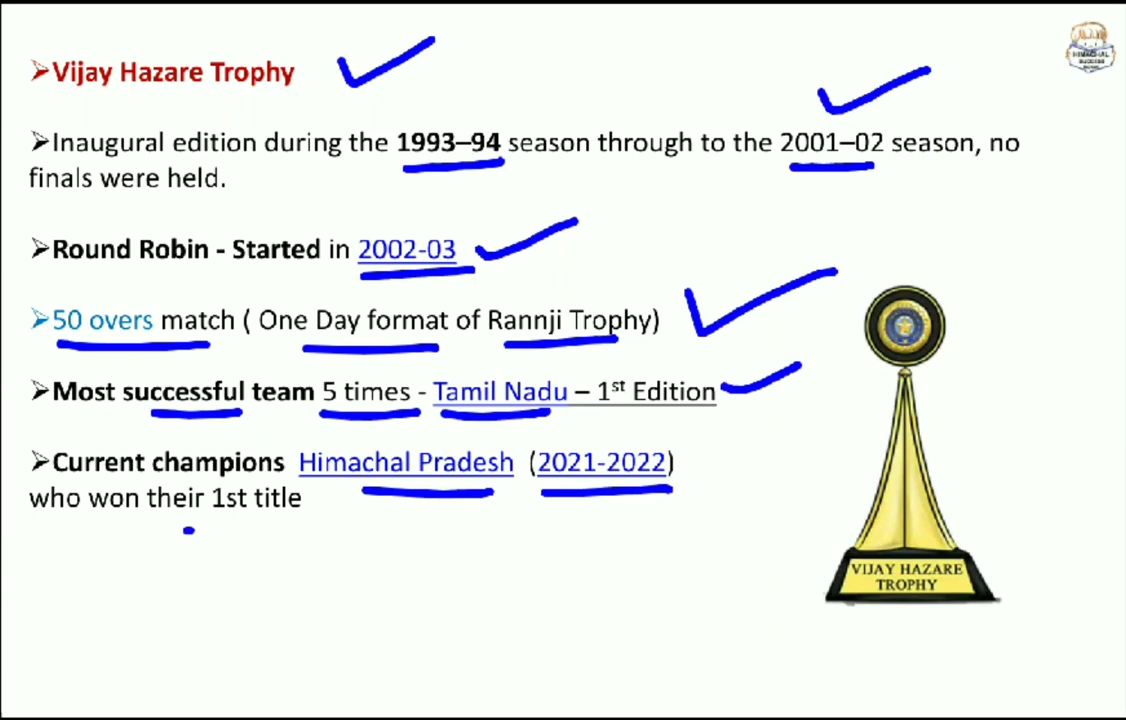 ➢Vijay Hazare Trophy
HIMACHAL
SUCCESS
➢Inaugural edition during the 1993–94 season through to the 2001–02 season, no
finals were held.
➢Round Robin - Started in 2002-03
➢50 overs match ( One Day format of Rannji Trophy)
➢Most successful team 5 times - Tamil Nadu – 1st Edition
➢Current champions Himachal Pradesh (2021-2022)
who won their 1st title
VIJAY HAZARE
TROPHY